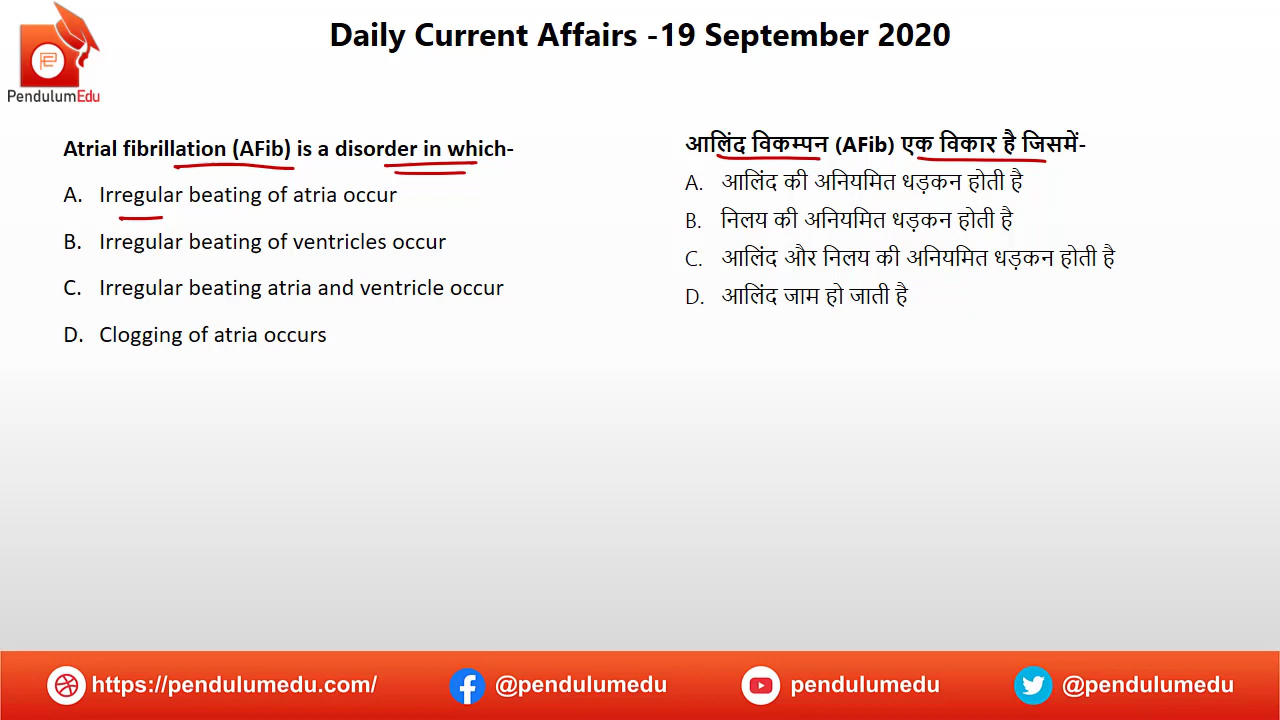 Daily Current Affairs -19 September 2020
PE
PendulumEdu
Atrial fibrillation (AFib) is a disorder in which-
A. Irregular beating of atria occur
B. Irregular beating of ventricles occur
C. Irregular beating atria and ventricle occur
D. Clogging of atria occurs
आलिंद विकम्पन (AFib) एक विकार है जिसमें-
A. आलिंद की अनियमित धड़कन होती है
B. निलय की अनियमित धड़कन होती है
C. आलिंद और निलय की अनियमित धड़कन होती है
D. आलिंद जाम हो जाती है
https://pendulumedu.com/
@pendulumedu
pendulumedu
@pendulumedu